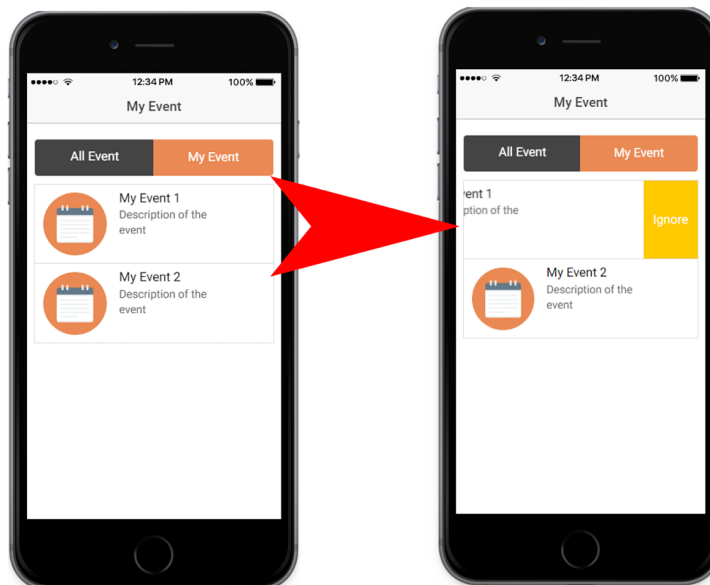 12:34 PM 100%
My Event
All Event My Event
My Event 1
Description of the
event
My Event 2
Description of the
event
12:34 PM 100%
My Event
All Event My Event
ent 1
ption of the
Ignore
My Event 2
Description of the
event